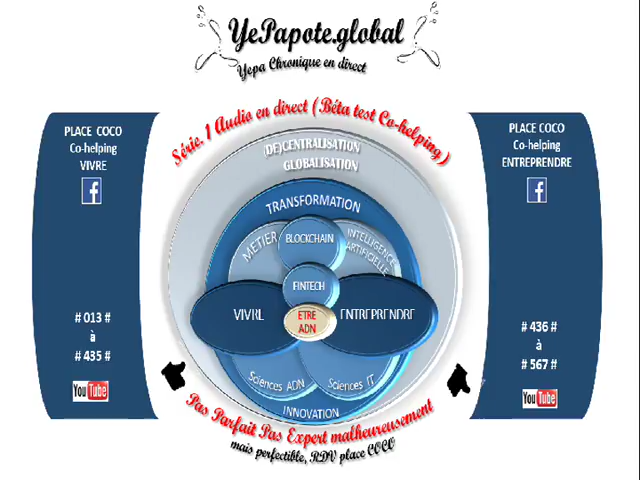 YePapote.global
Yepa Chronique en direct
Série. 1 Audio en direct (Béta test Co-helping)
PLACE COCO
Co-helping
VIVRE
f
# 013 #
à
# 435 #
YouTube
(DE)CENTRALISATION
GLOBALISATION
TRANSFORMATION
METIER
BLOCKCHAIN
INTELLIGENCE
ARTIFICIELLE
FINTECH
VIVRE
ETRE
ADN
ENTREPRENDRE
Sciences ADN
Sciences IT
INNOVATION
PLACE COCO
Co-helping
ENTREPRENDRE
f
# 436 #
à
# 567 #
YouTube
Pas Parfait Pas Expert malheureusement
mais perfectible, RDV place COCO